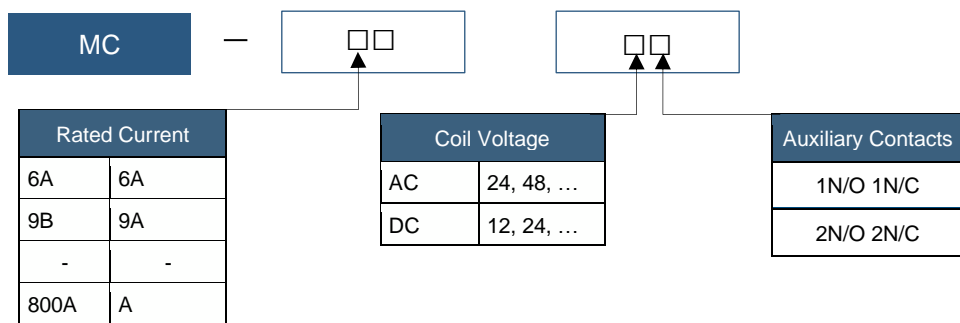 MC – □□ □□
Rated Current
6A 6A
9B 9A
- -
800A A
Coil Voltage
AC 24, 48, …
DC 12, 24, …
Auxiliary Contacts
1N/O 1N/C
2N/O 2N/C